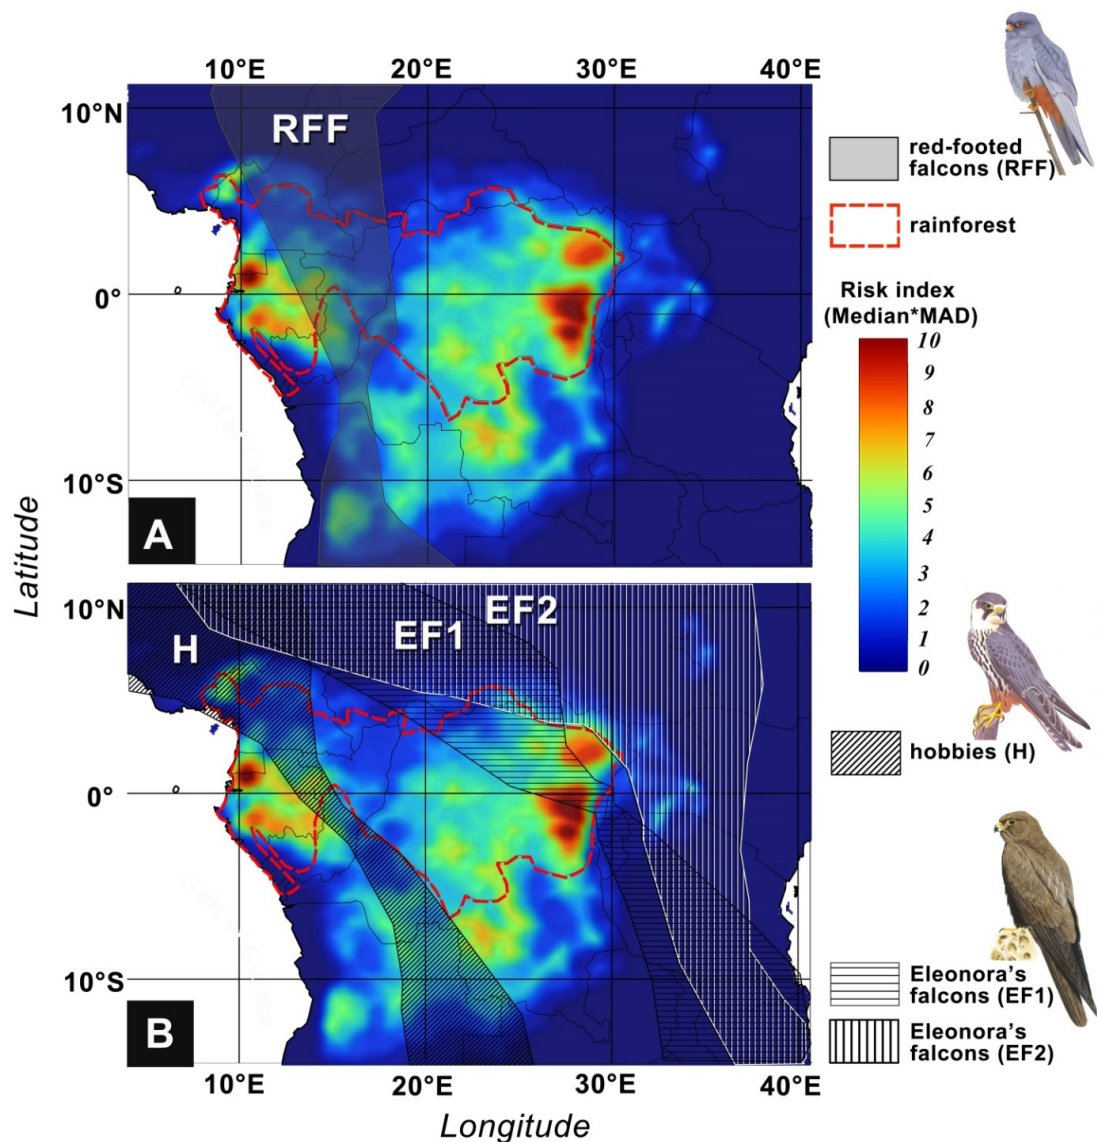 10°E 20°E 30°E 40°E
10°N
RFF
0°
10°S
A
red-footed
falcons (RFF)
rainforest
Risk index
(Median*MAD)
10
9
8
7
6
5
4
3
2
1
0
Latitude
10°N
EF2
EF1
H
0°
10°S
B
hobbies (H)
Eleonora's
falcons (EF1)
Eleonora's
falcons (EF2)
10°E 20°E 30°E 40°E
Longitude